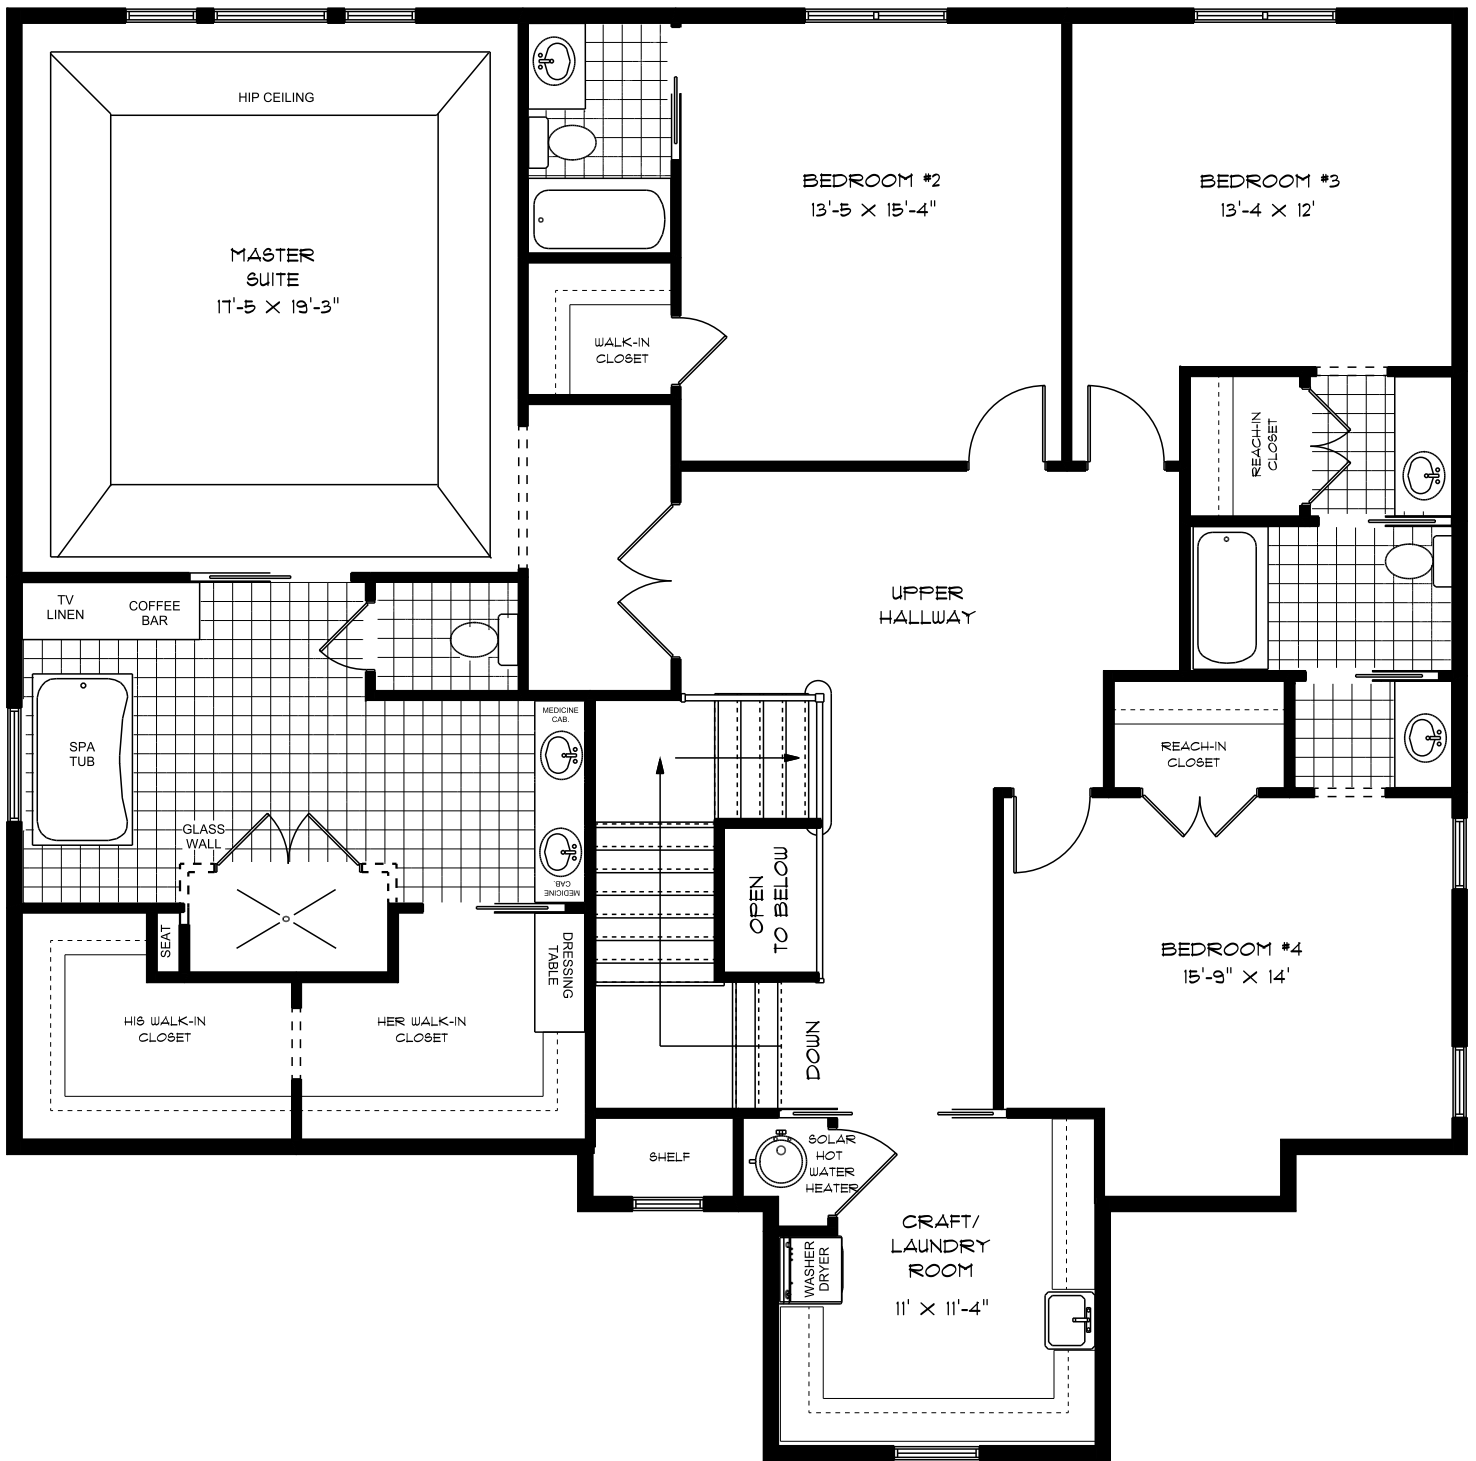 HIP CEILING
MASTER
SUITE
17'-5 X 19'-3"
BEDROOM #2
13'-5 X 15'-4"
BEDROOM #3
13'-4 X 12'
WALK-IN
CLOSET
REACH-IN
CLOSET
TV
LINEN
COFFEE
BAR
UPPER
HALLWAY
SPA
TUB
MEDICINE
CAB.
REACH-IN
CLOSET
GLASS
WALL
MEDICINE
CAB.
OPEN
TO BELOW
SEAT
DRESSING
TABLE
BEDROOM #4
15'-9" X 14'
HIS WALK-IN
CLOSET
HER WALK-IN
CLOSET
DOWN
SHELF
SOLAR
HOT
WATER
HEATER
CRAFT/
LAUNDRY
ROOM
11' X 11'-4"
WASHER
DRYER